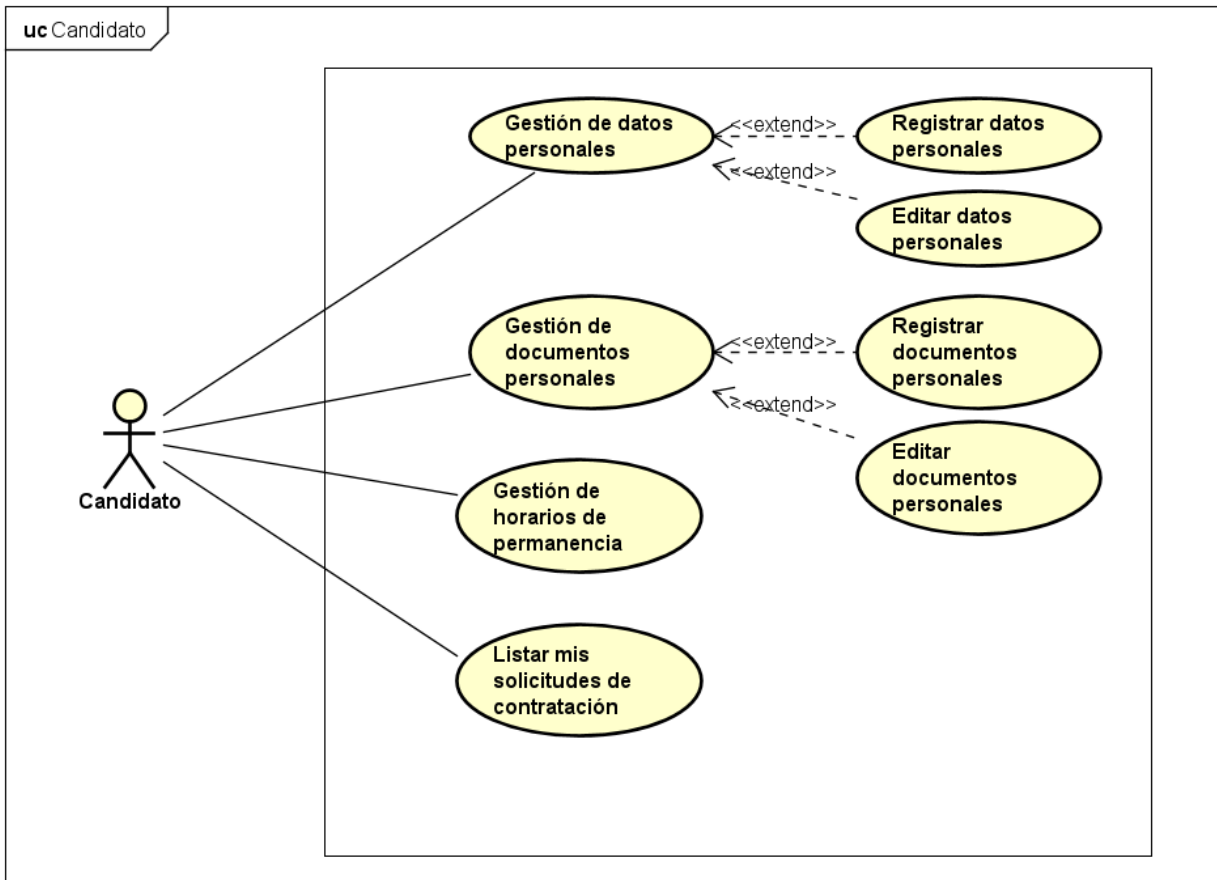 uc Candidato
Gestión de datos
personales
<<extend>>
Registrar datos
personales
<<extend>>
Editar datos
personales
Gestión de
documentos
personales
<<extend>>
Registrar
documentos
personales
<<extend>>
Editar
documentos
personales
Candidato
Gestión de
horarios de
permanencia
Listar mis
solicitudes de
contratación